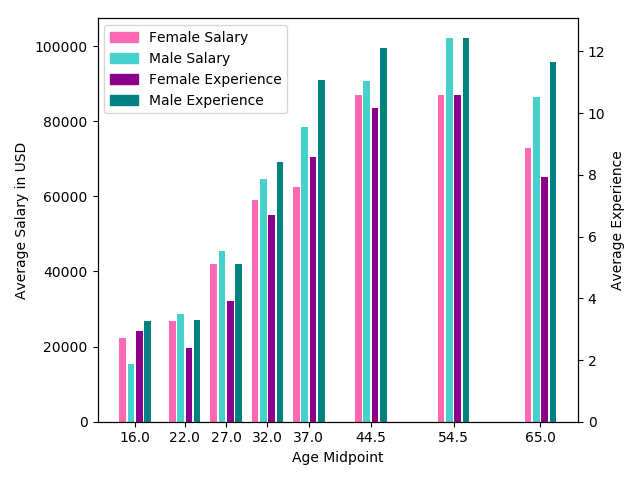 Female Salary
Male Salary
Female Experience
Male Experience
100000
80000
60000
40000
20000
0
12
10
8
6
4
2
0
Average Salary in USD
Average Experience
16.0 22.0 27.0 32.0 37.0 44.5 54.5 65.0
Age Midpoint